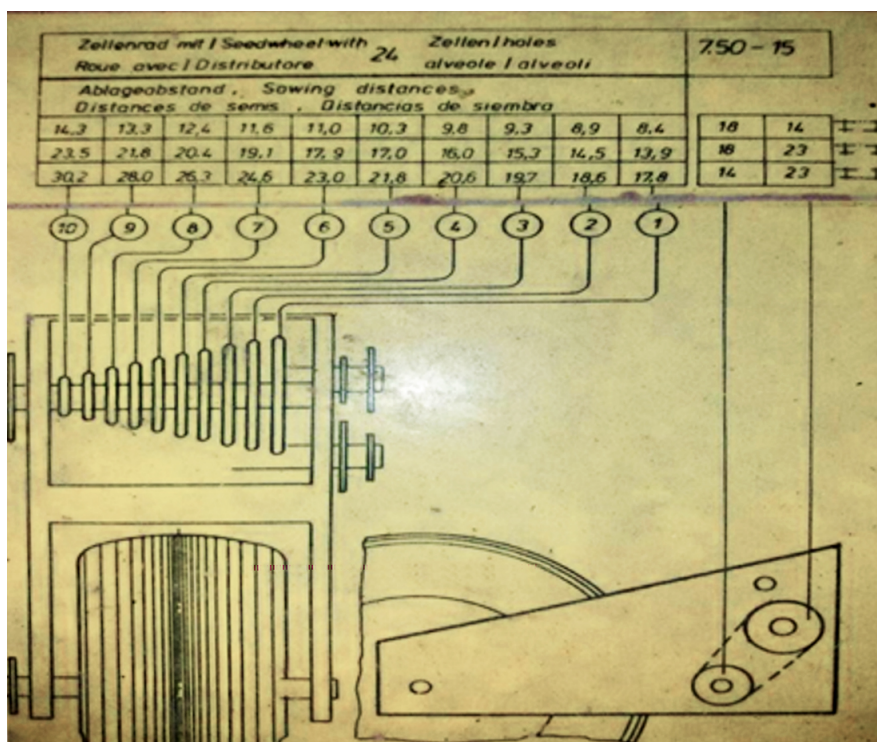 Zellenrad mit / Seedwheel with 24 Zellen / holes
Roue avec / Distributore alveole / alveoli
7.50 - 15
Ablageabstand, Sowing distances,
Distances de semis, Distancias de siembra
14,3 13,3 12,4 11,6 11,0 10,3 9,8 9,3 8,9 8,4 18 14
23,5 21,8 20,4 19,1 17,9 17,0 16,0 15,3 14,5 13,9 18 23
30,2 28,0 26,3 24,6 23,0 21,8 20,6 19,7 18,6 17,8 14 23
10 9 8 7 6 5 4 3 2 1